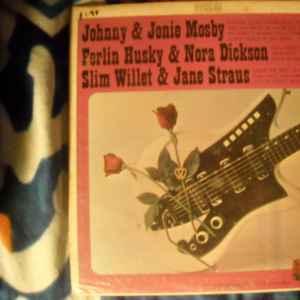 Johnny & Jonie Mosby
Ferlin Husky & Nora Dickson
Slim Willet & Jane Straus